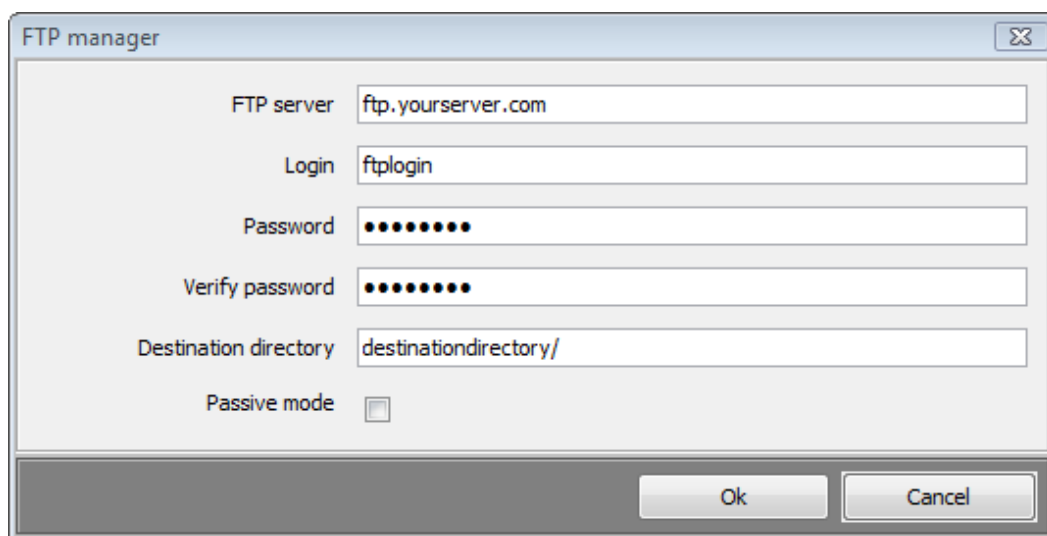 FTP manager
FTP server ftp.yourserver.com
Login ftplogin
Password ••••••••
Verify password ••••••••
Destination directory destinationdirectory/
Passive mode
Ok Cancel